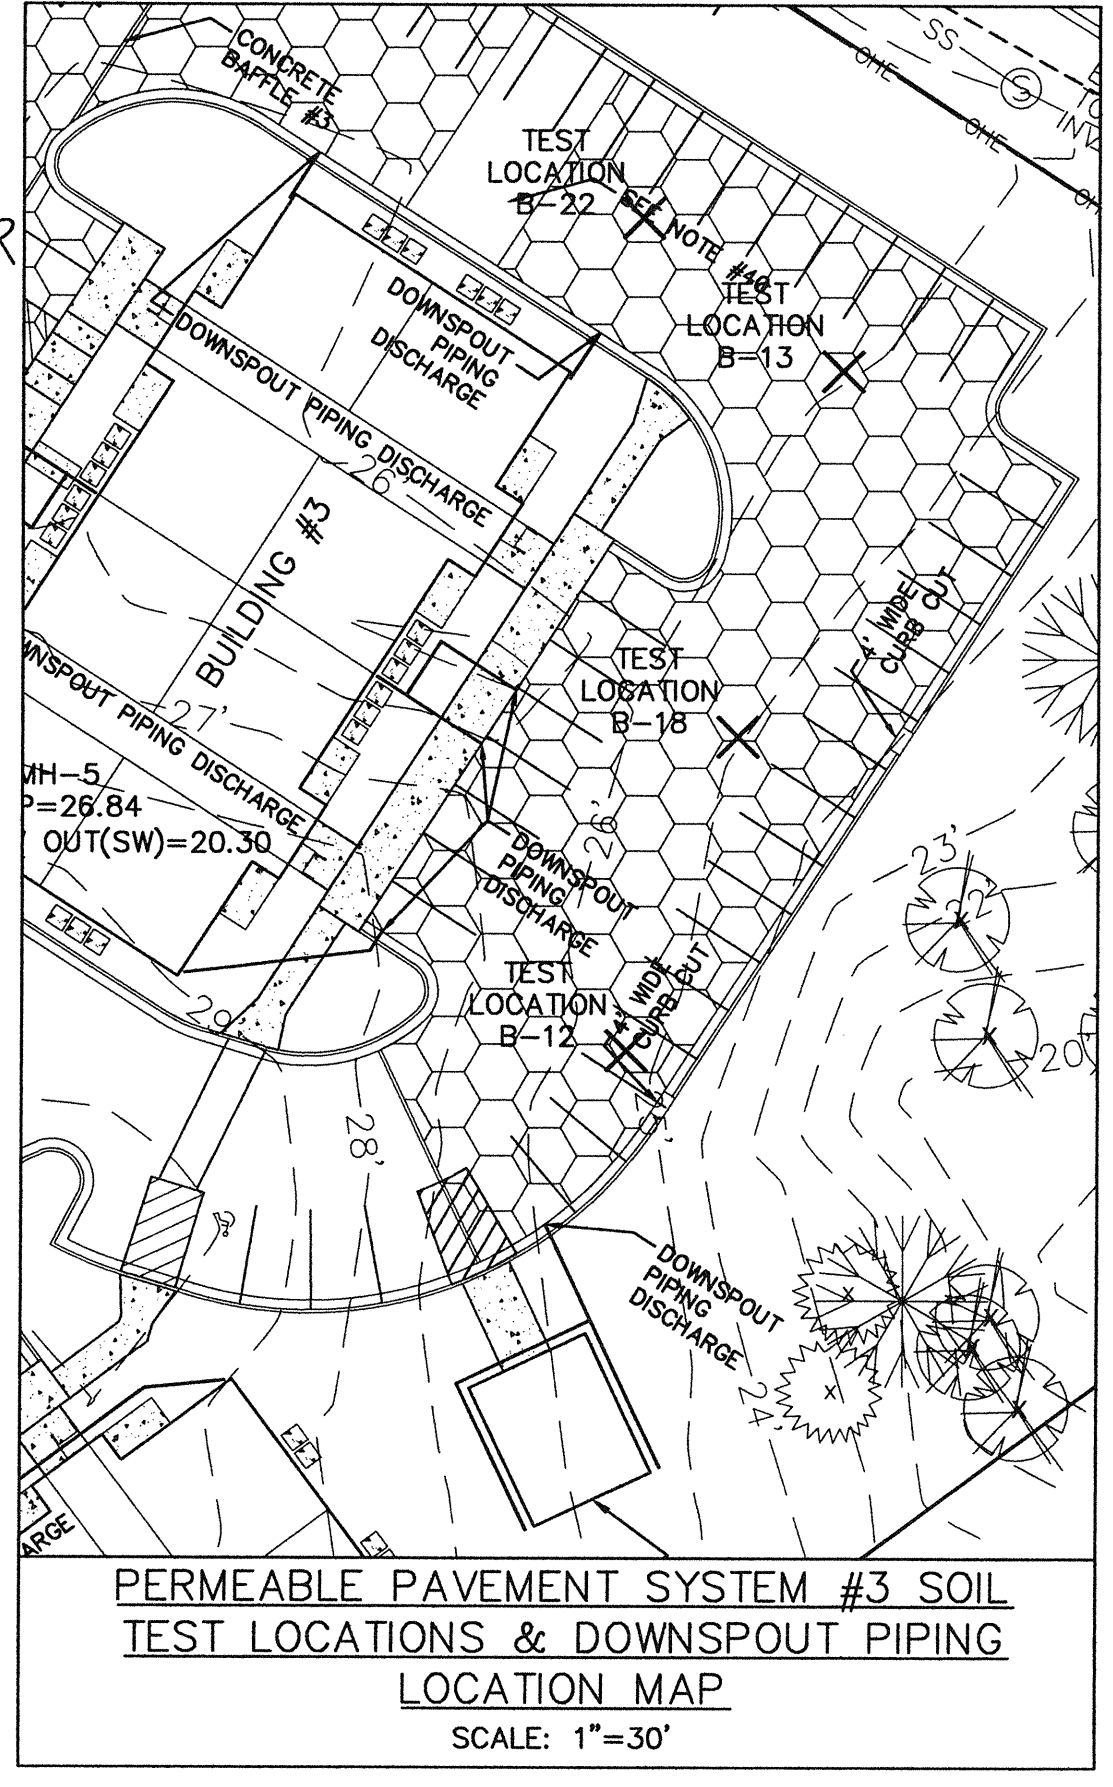 CONCRETE
BAFFLE #3
SS
S
OHE
OHE
OH
INV
R
TEST
LOCATION
B-22
SEE NOTE #40
TEST
LOCATION
B-13
DOWNSPOUT
PIPING
DISCHARGE
DOWNSPOUT PIPING DISCHARGE
26'
BUILDING #3
4' WIDE
CURB CUT
TEST
LOCATION
B-18
WNSPOUT PIPING DISCHARGE
27'
MH-5
P=26.84
OUT(SW)=20.30
26'
DOWNSPOUT
PIPING
DISCHARGE
23'
22
20'
TEST
LOCATION
B-12
4' WIDE
CURB CUT
29'
28'
DOWNSPOUT
PIPING
DISCHARGE
24'
ARGE
PERMEABLE PAVEMENT SYSTEM #3 SOIL
TEST LOCATIONS & DOWNSPOUT PIPING
LOCATION MAP
SCALE: 1"=30'